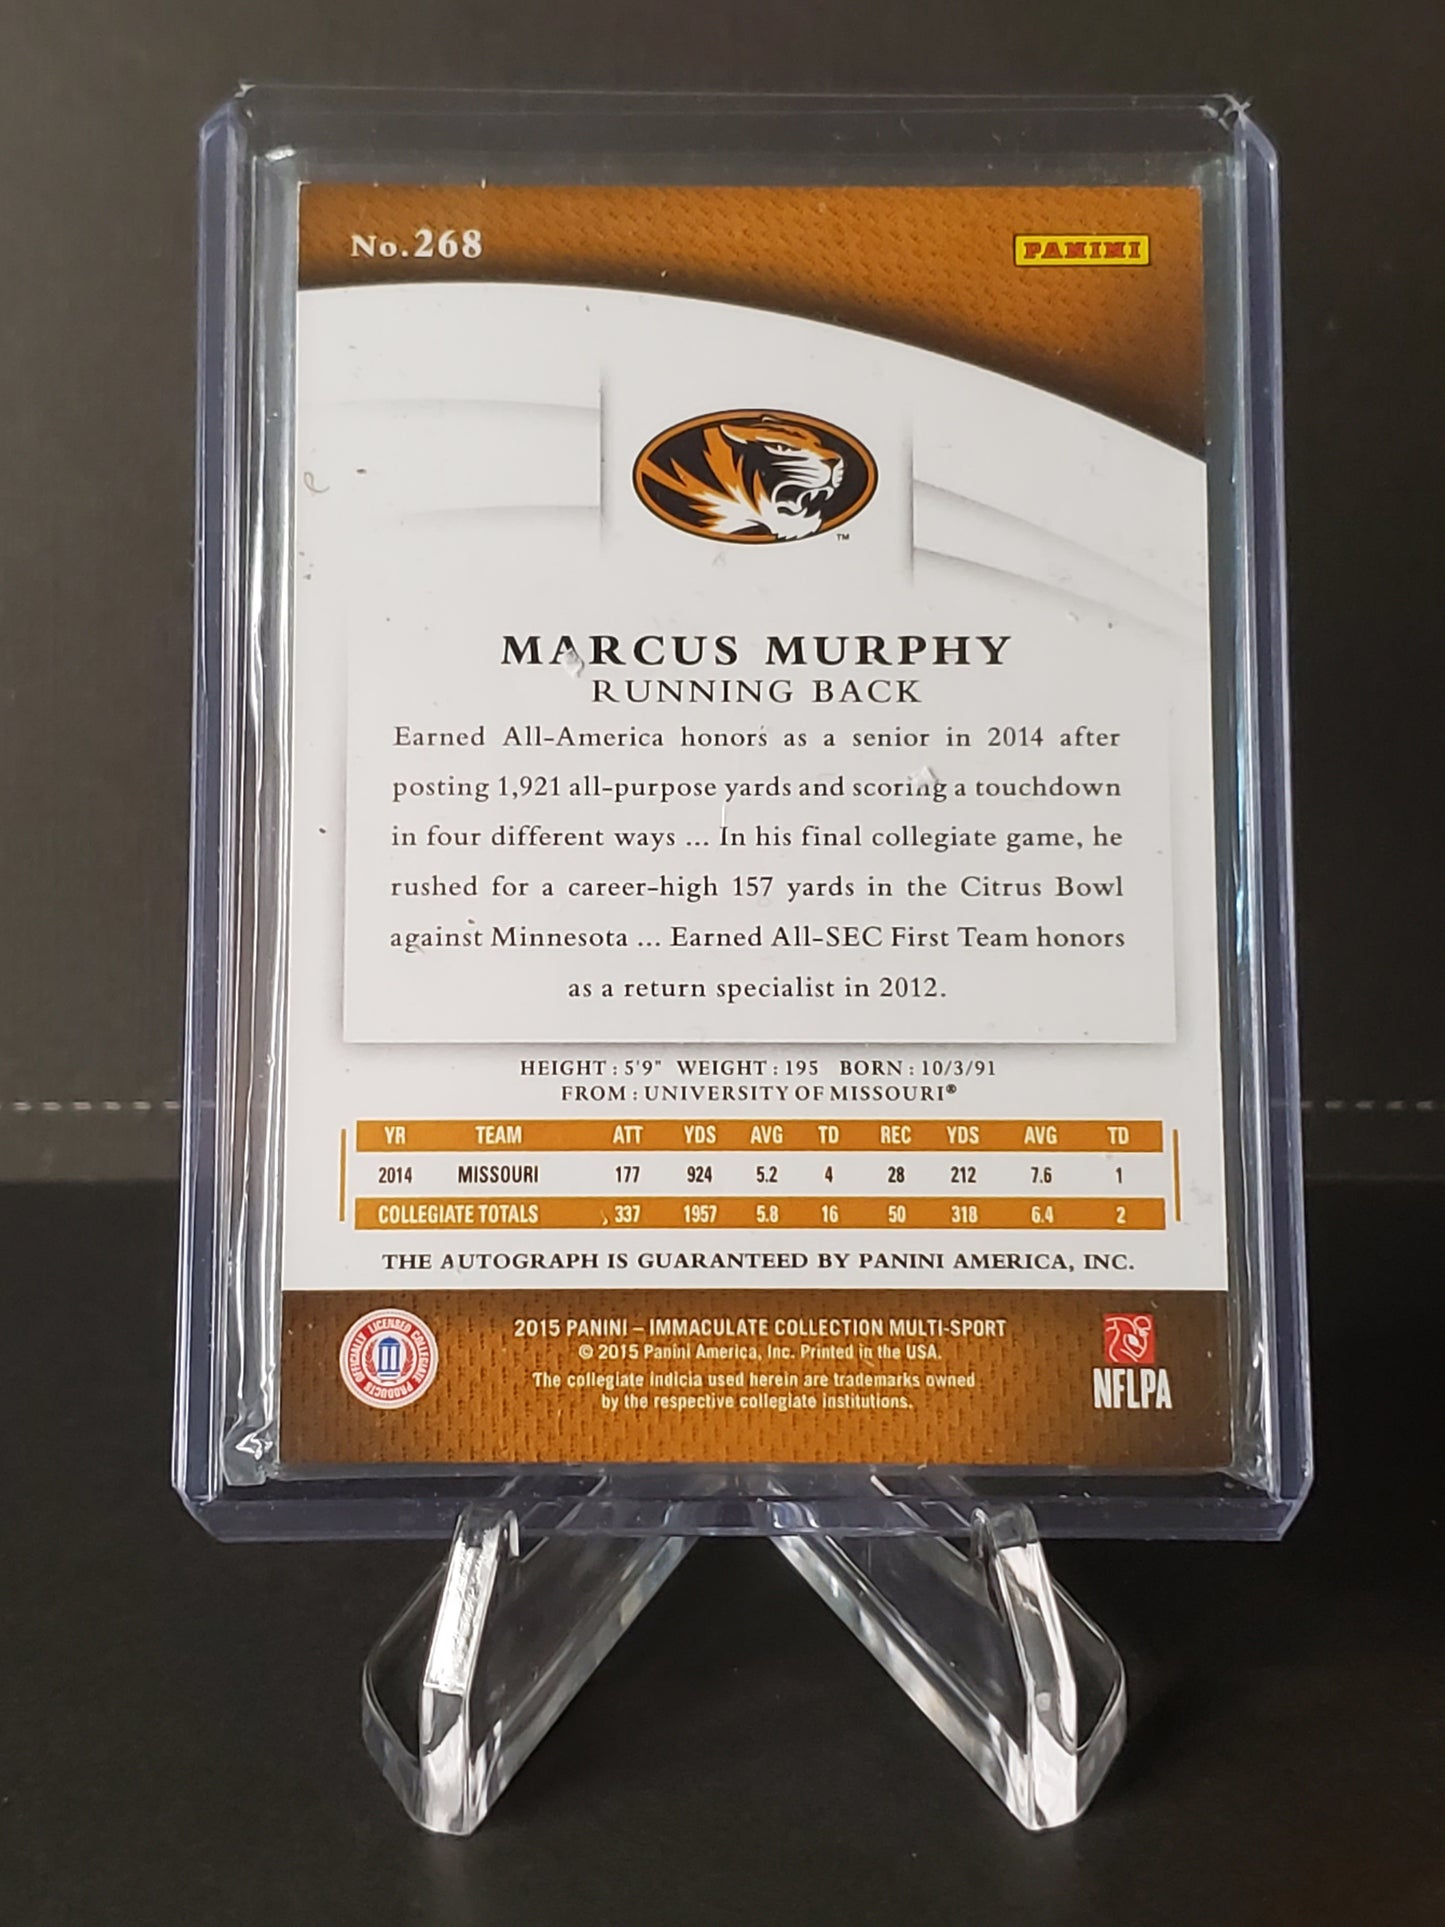 No.268
PANINI
TM
MARCUS MURPHY
RUNNING BACK
Earned All-America honors as a senior in 2014 after
posting 1,921 all-purpose yards and scoring a touchdown
in four different ways ... In his final collegiate game, he
rushed for a career-high 157 yards in the Citrus Bowl
against Minnesota ... Earned All-SEC First Team honors
as a return specialist in 2012.
HEIGHT : 5'9" WEIGHT : 195 BORN : 10/3/91
FROM : UNIVERSITY OF MISSOURI®
YR TEAM ATT YDS AVG TD REC YDS AVG TD
2014 MISSOURI 177 924 5.2 4 28 212 7.6 1
COLLEGIATE TOTALS 337 1957 5.8 16 50 318 6.4 2
THE AUTOGRAPH IS GUARANTEED BY PANINI AMERICA, INC.
OFFICIALLY LICENSED COLLEGIATE PRODUCTS
2015 PANINI – IMMACULATE COLLECTION MULTI-SPORT
© 2015 Panini America, Inc. Printed in the USA.
The collegiate indicia used herein are trademarks owned
by the respective collegiate institutions.
NFLPA